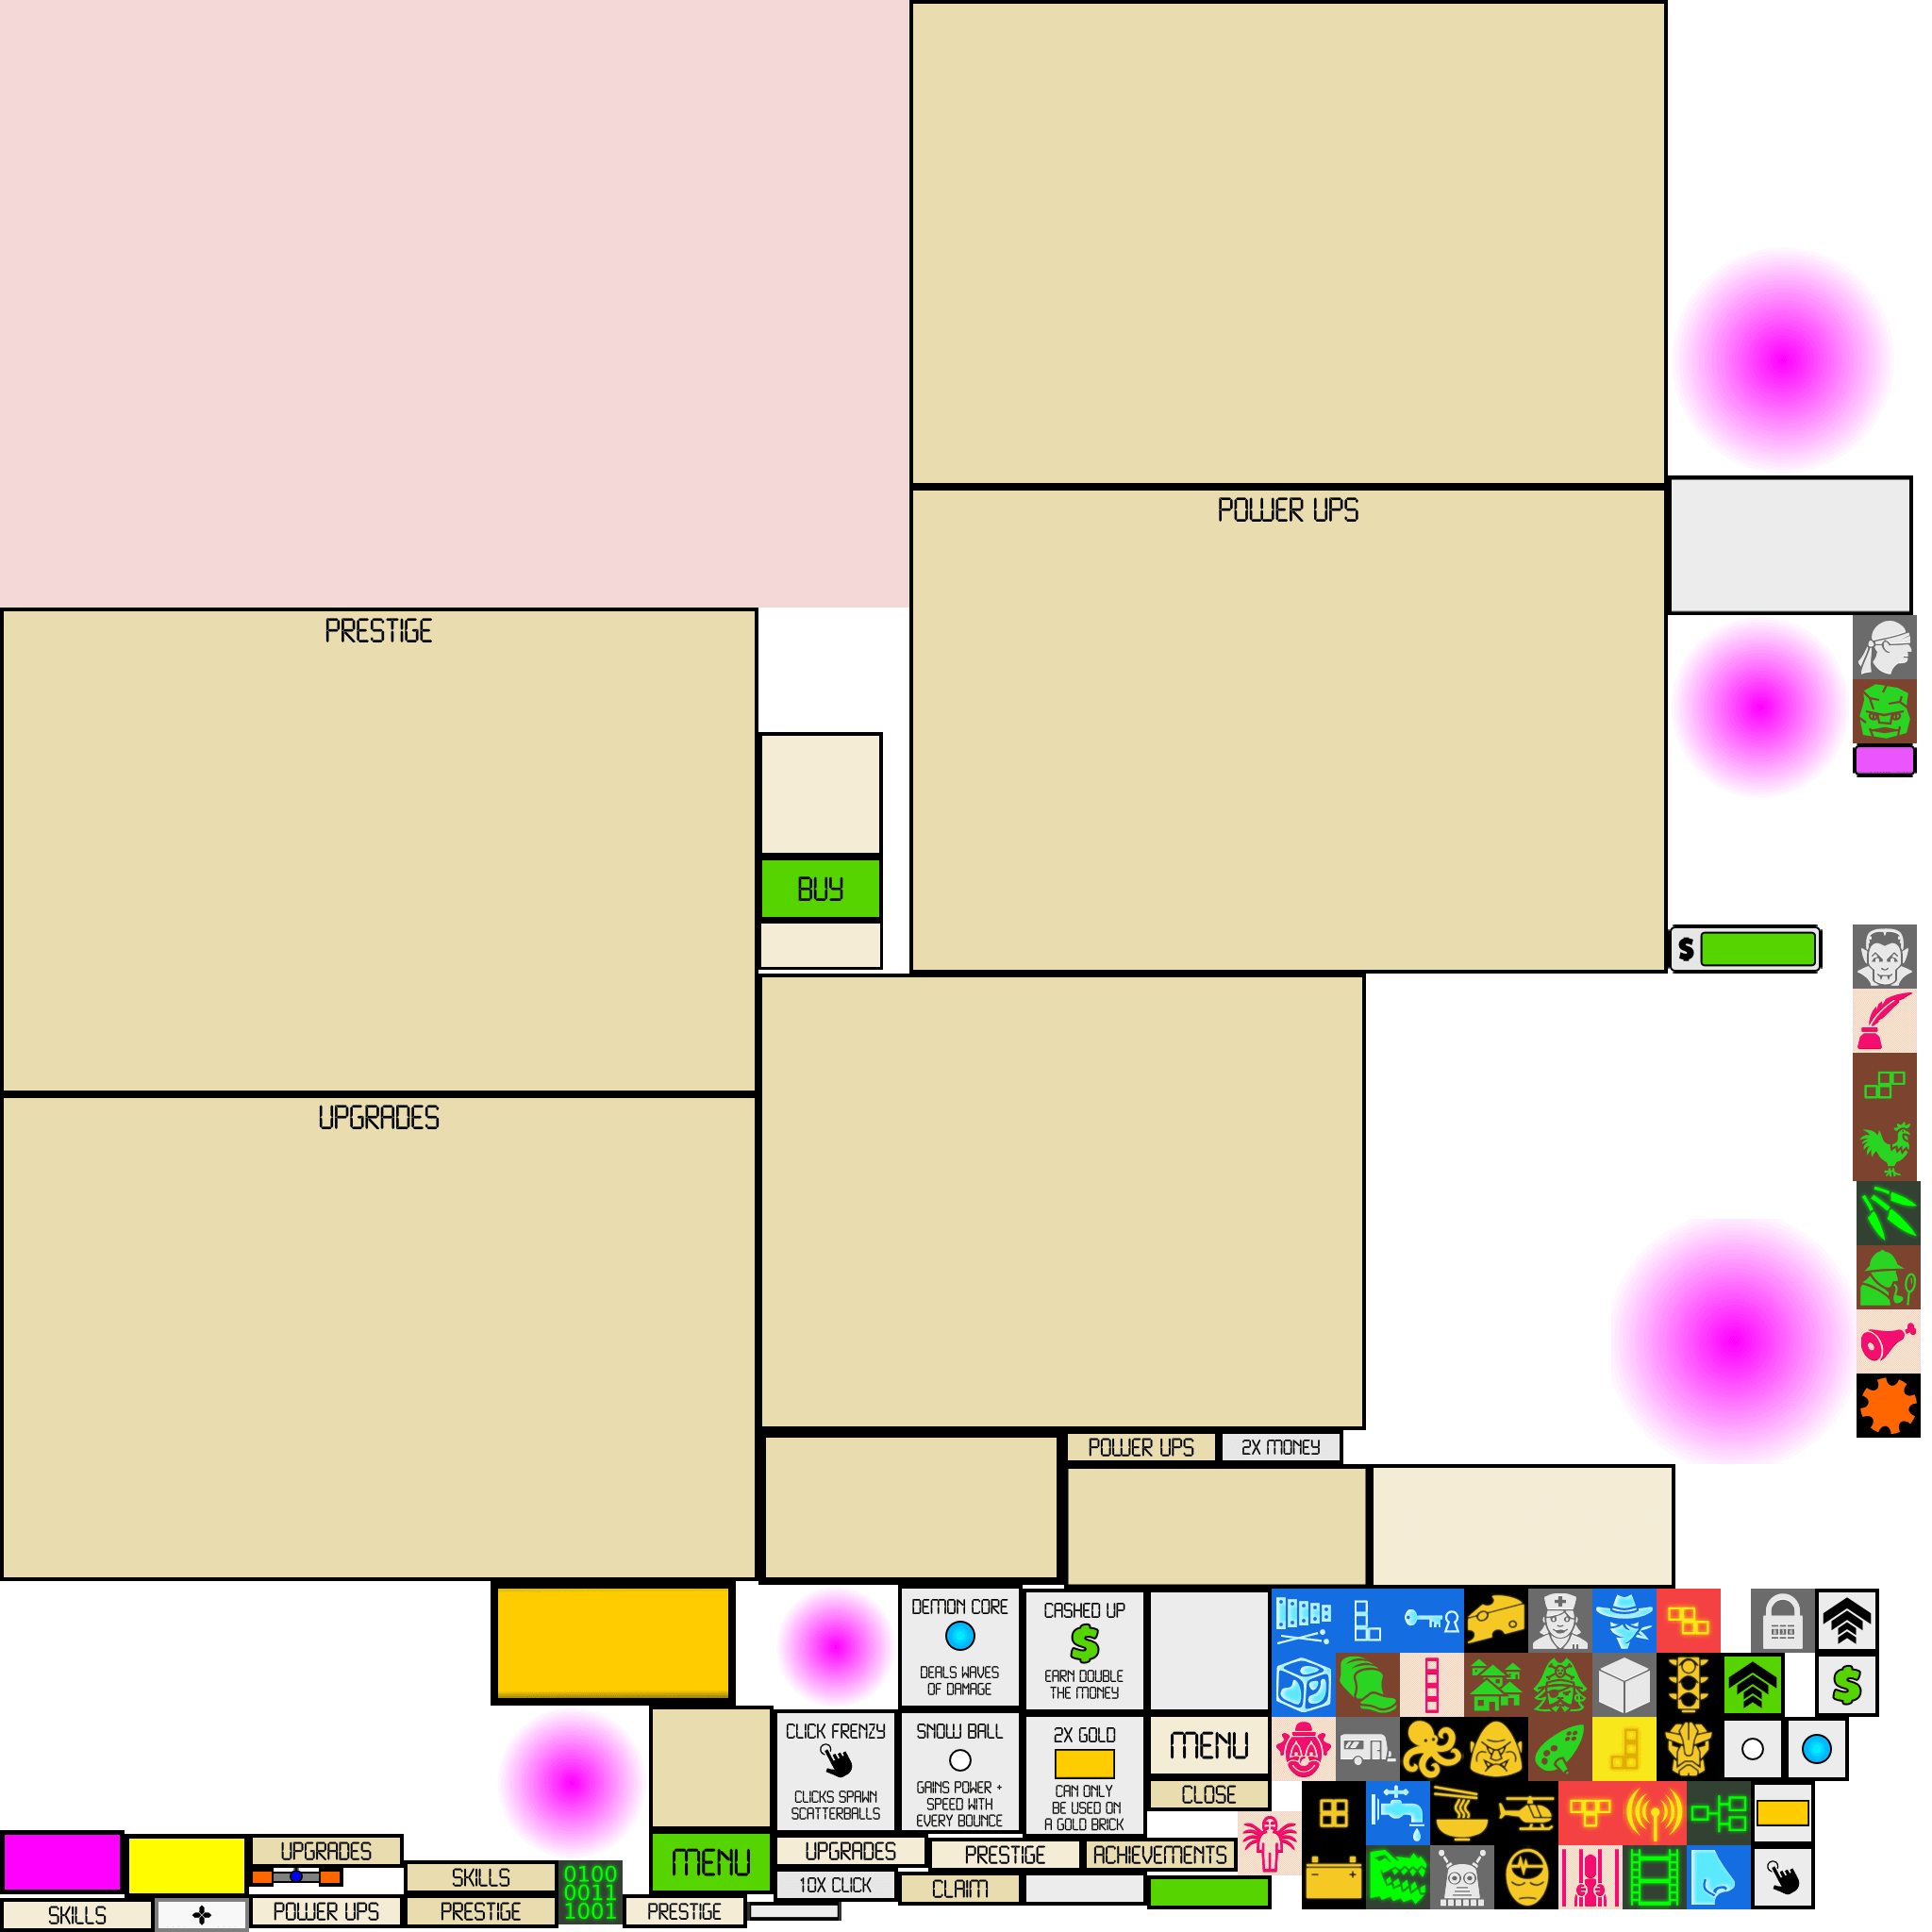 POWER UPS
PRESTIGE
BUY
$
UPGRADES
POWER UPS
2X MONEY
DEMON CORE
DEALS WAVES
OF DAMAGE
CASHED UP
$
EARN DOUBLE
THE MONEY
$
CLICK FRENZY
CLICKS SPAWN
SCATTERBALLS
SNOW BALL
GAINS POWER +
SPEED WITH
EVERY BOUNCE
2X GOLD
CAN ONLY
BE USED ON
A GOLD BRICK
MENU
CLOSE
UPGRADES
SKILLS
0100
0011
1001
MENU
UPGRADES
PRESTIGE
ACHIEVEMENTS
10X CLICK
CLAIM
SKILLS
POWER UPS
PRESTIGE
PRESTIGE
- +